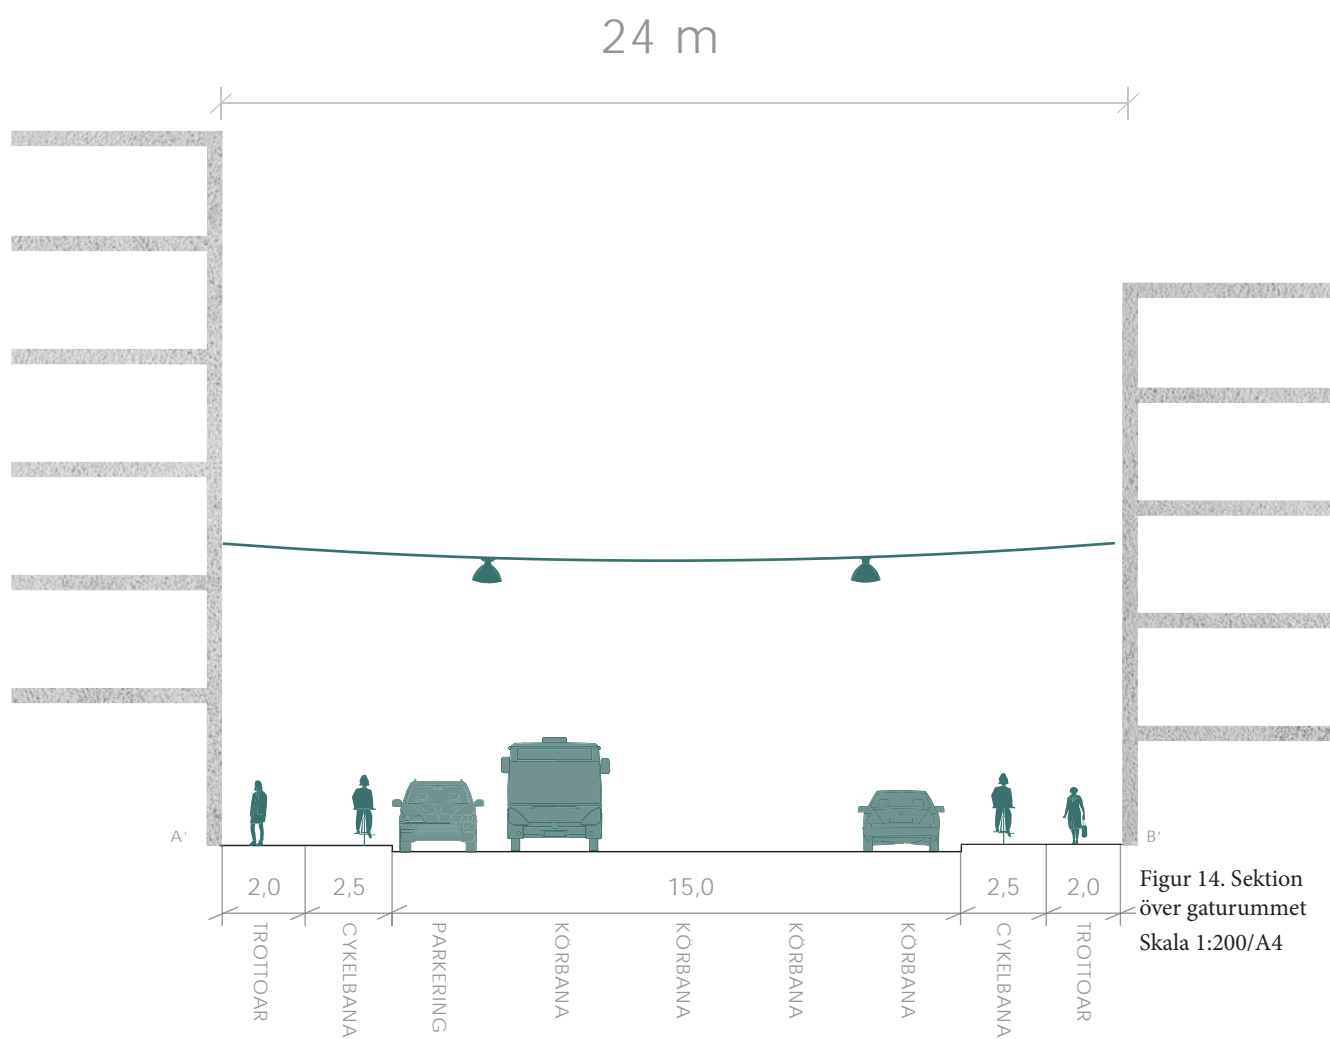 24 m
A'
B'
2,0
2,5
15,0
2,5
2,0
TROTTOAR
CYKELBANA
PARKERING
KÖRBANA
KÖRBANA
KÖRBANA
KÖRBANA
CYKELBANA
TROTTOAR
Figur 14. Sektion
över gaturummet
Skala 1:200/A4